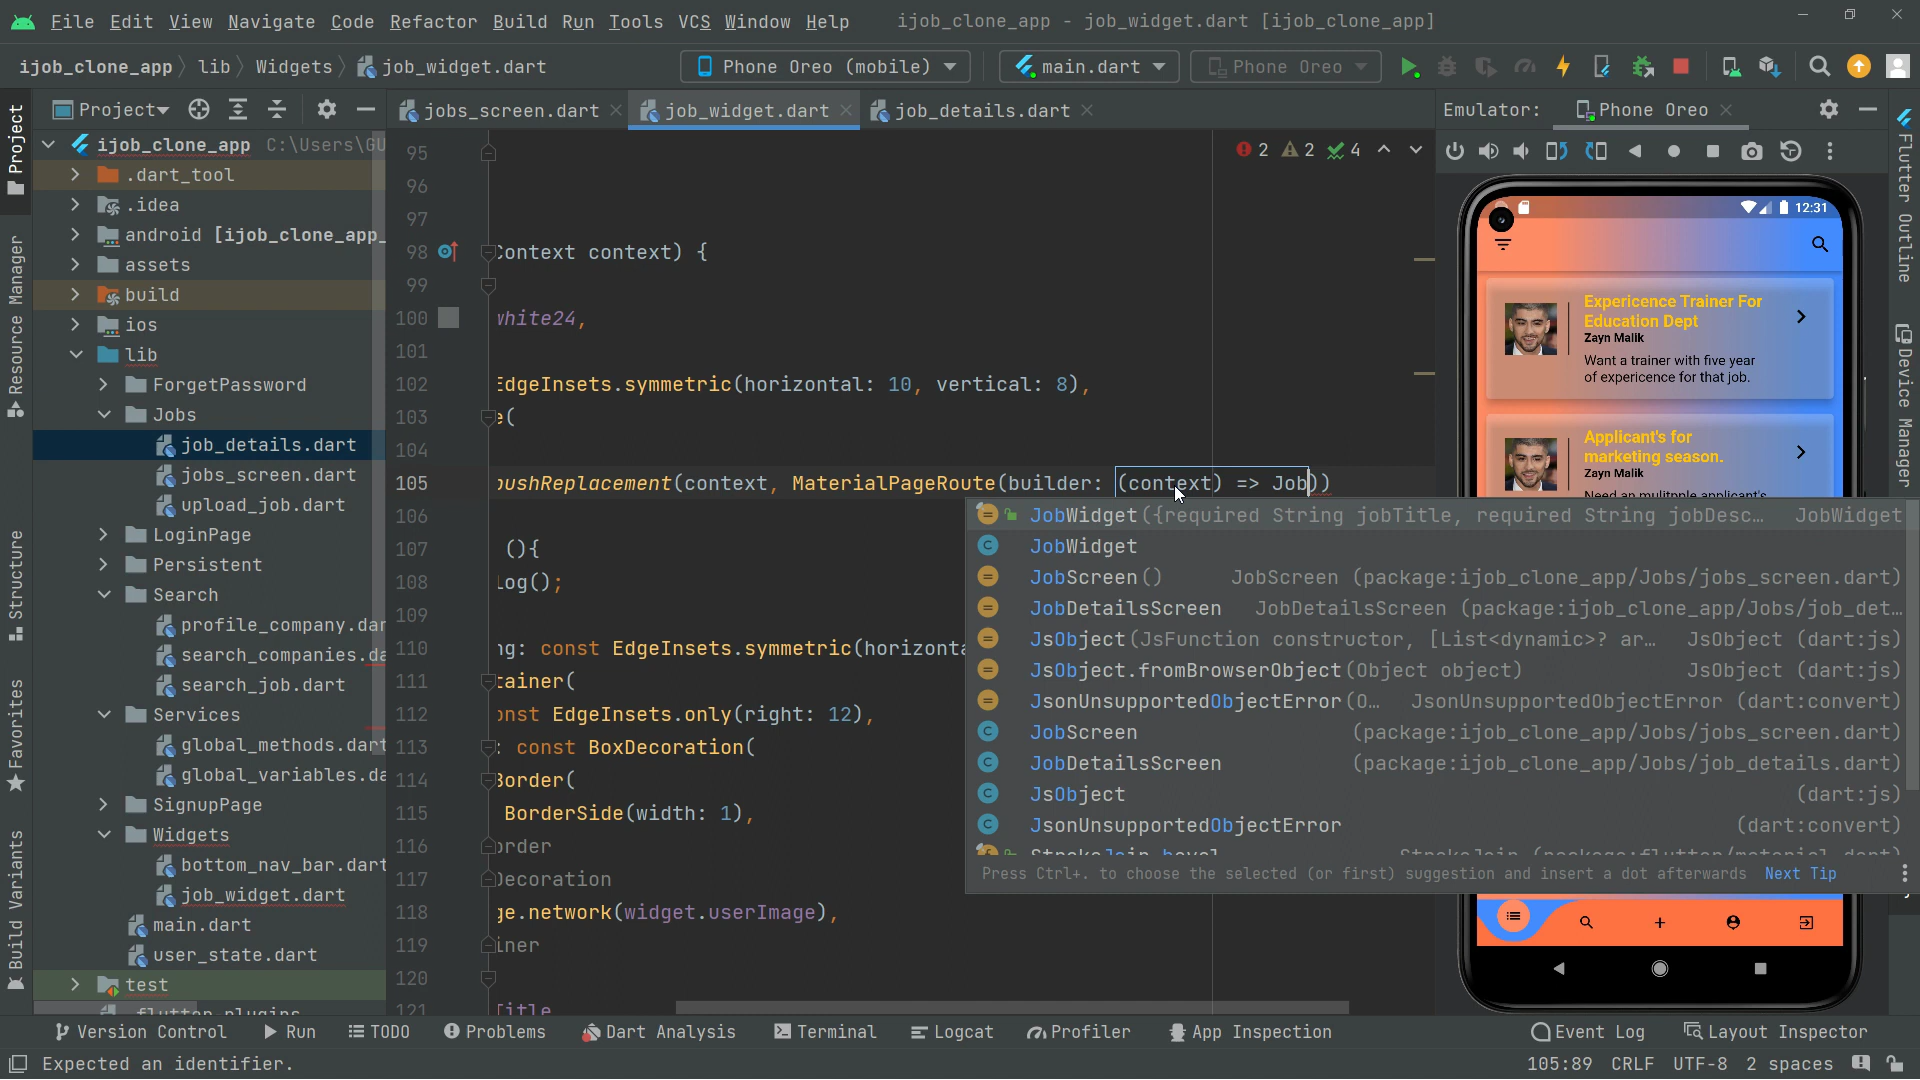 File Edit View Navigate Code Refactor Build Run Tools VCS Window Help ijob_clone_app - job_widget.dart [ijob_clone_app]
ijob_clone_app lib Widgets job_widget.dart Phone Oreo (mobile) main.dart Phone Oreo
Project jobs_screen.dart job_widget.dart job_details.dart Emulator: Phone Oreo
ijob_clone_app C:\Users\GU
.dart_tool
.idea
android [ijob_clone_app_
assets
build
ios
lib
ForgetPassword
Jobs
job_details.dart
jobs_screen.dart
upload_job.dart
LoginPage
Persistent
Search
profile_company.dar
search_companies.da
search_job.dart
Services
global_methods.dart
global_variables.da
SignupPage
Widgets
bottom_nav_bar.dart
job_widget.dart
main.dart
user_state.dart
test
Project
Resource Manager
Structure
Favorites
Build Variants
2 2 4
95
96
97
98 Context context) {
99
100 white24,
101
102 EdgeInsets.symmetric(horizontal: 10, vertical: 8),
103 e(
104
105 pushReplacement(context, MaterialPageRoute(builder: (context) => Job))
106
107 (){
108 log();
109
110 ng: const EdgeInsets.symmetric(horizonta
111 tainer(
112 onst EdgeInsets.only(right: 12),
113 : const BoxDecoration(
114 Border(
115 BorderSide(width: 1),
116 order
117 Decoration
118 ge.network(widget.userImage),
119 iner
120
121 Title
JobWidget({required String jobTitle, required String jobDesc... JobWidget
JobWidget
JobScreen() JobScreen (package:ijob_clone_app/Jobs/jobs_screen.dart)
JobDetailsScreen JobDetailsScreen (package:ijob_clone_app/Jobs/job_det...
JsObject(JsFunction constructor, [List<dynamic>? ar... JsObject (dart:js)
JsObject.fromBrowserObject(Object object) JsObject (dart:js)
JsonUnsupportedObjectError(O... JsonUnsupportedObjectError (dart:convert)
JobScreen (package:ijob_clone_app/Jobs/jobs_screen.dart)
JobDetailsScreen (package:ijob_clone_app/Jobs/job_details.dart)
JsObject (dart:js)
JsonUnsupportedObjectError (dart:convert)
Press Ctrl+. to choose the selected (or first) suggestion and insert a dot afterwards Next Tip
12:31
Expericence Trainer For
Education Dept
Zayn Malik
Want a trainer with five year
of expericence for that job.
Applicant's for
marketing season.
Zayn Malik
Flutter Outline
Device Manager
Version Control Run TODO Problems Dart Analysis Terminal Logcat Profiler App Inspection Event Log Layout Inspector
Expected an identifier. 105:89 CRLF UTF-8 2 spaces